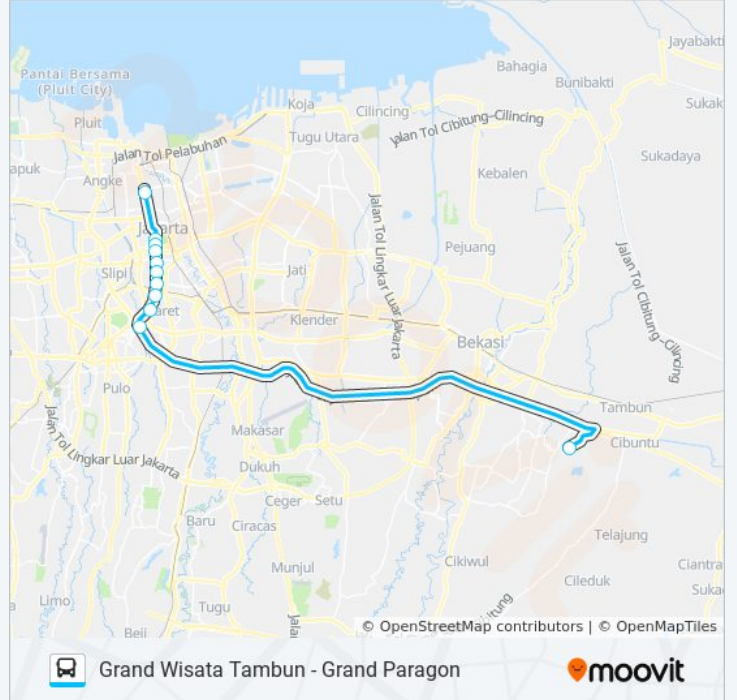 Jayabakti
Bahagia
Pantai Bersama
(Pluit City)
Bunibakti
Koja
Cilincing
Sukak
Pluit
Jalan Tol Cibitung-Cilincing
Tugu Utara
Jalan Tol Pelabuhan
Sukadaya
apuk
Angke
Kebalen
Jalan Tol Lingkar Luar Jakarta
Jakarta
Pejuang
Jalan Tol Cibitung-Cilincing
Slipi
Jati
aret
Klender
Bekasi
Pulo
Tambun
Jalan Tol Lingkar Luar Jakarta
Makasar
Cibuntu
Dukuh
Ceger
Setu
Baru
Ciracas
Telajung
Cikiwul
Ciantra
Munjul
Cileduk
Suka
a
Limo
Tugu
bitung
Jala
Beji
© OpenStreetMap contributors | © OpenMapTiles
Grand Wisata Tambun - Grand Paragon
moovit